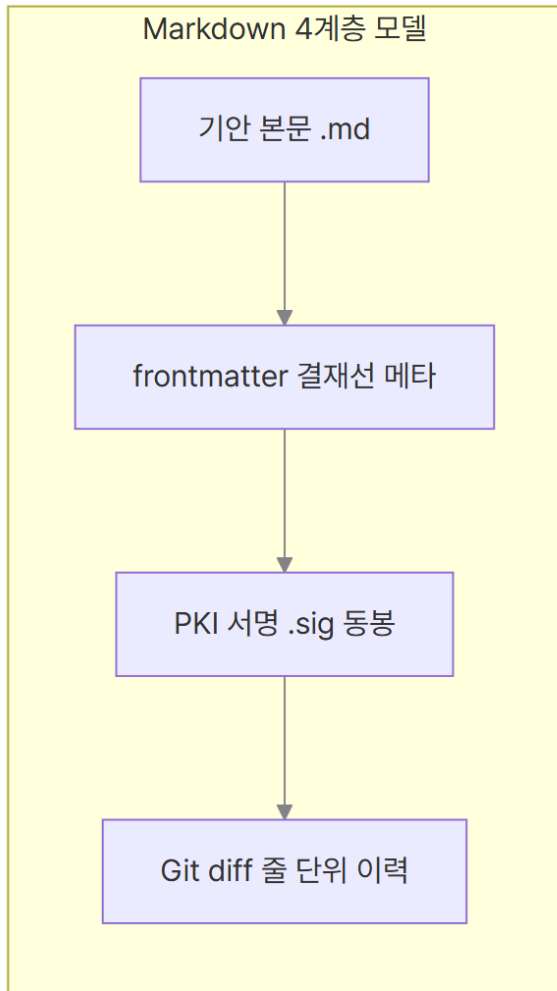 Markdown 4계층 모델
기안 본문 .md
frontmatter 결재선 메타
PKI 서명 .sig 동봉
Git diff 줄 단위 이력